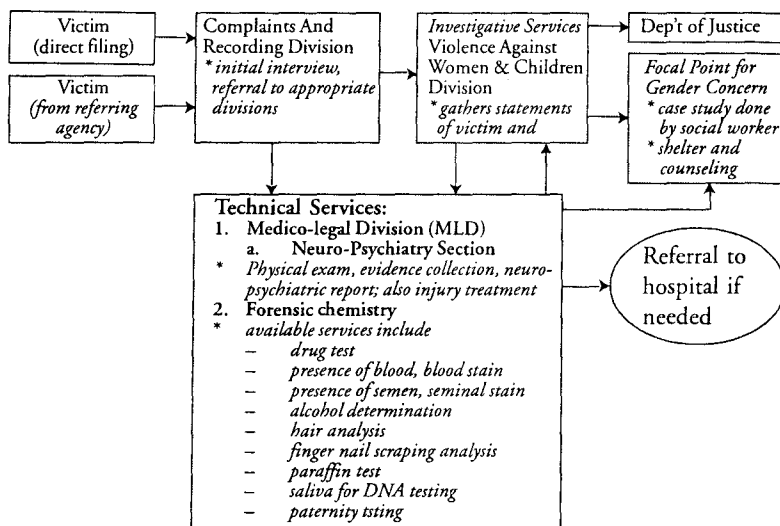 Victim
(direct filing)
Victim
(from referring
agency)
Complaints And
Recording Division
* initial interview,
referral to appropriate
divisions
Investigative Services
Violence Against
Women & Children
Division
* gathers statements
of victim and
Dep't of Justice
Focal Point for
Gender Concern
* case study done
by social worker
* shelter and
counseling
Technical Services:
1. Medico-legal Division (MLD)
a. Neuro-Psychiatry Section
* Physical exam, evidence collection, neuro-
psychiatric report; also injury treatment
2. Forensic chemistry
* available services include
– drug test
– presence of blood, blood stain
– presence of semen, seminal stain
– alcohol determination
– hair analysis
– finger nail scraping analysis
– paraffin test
– saliva for DNA testing
– paternity tsting
Referral to
hospital if
needed